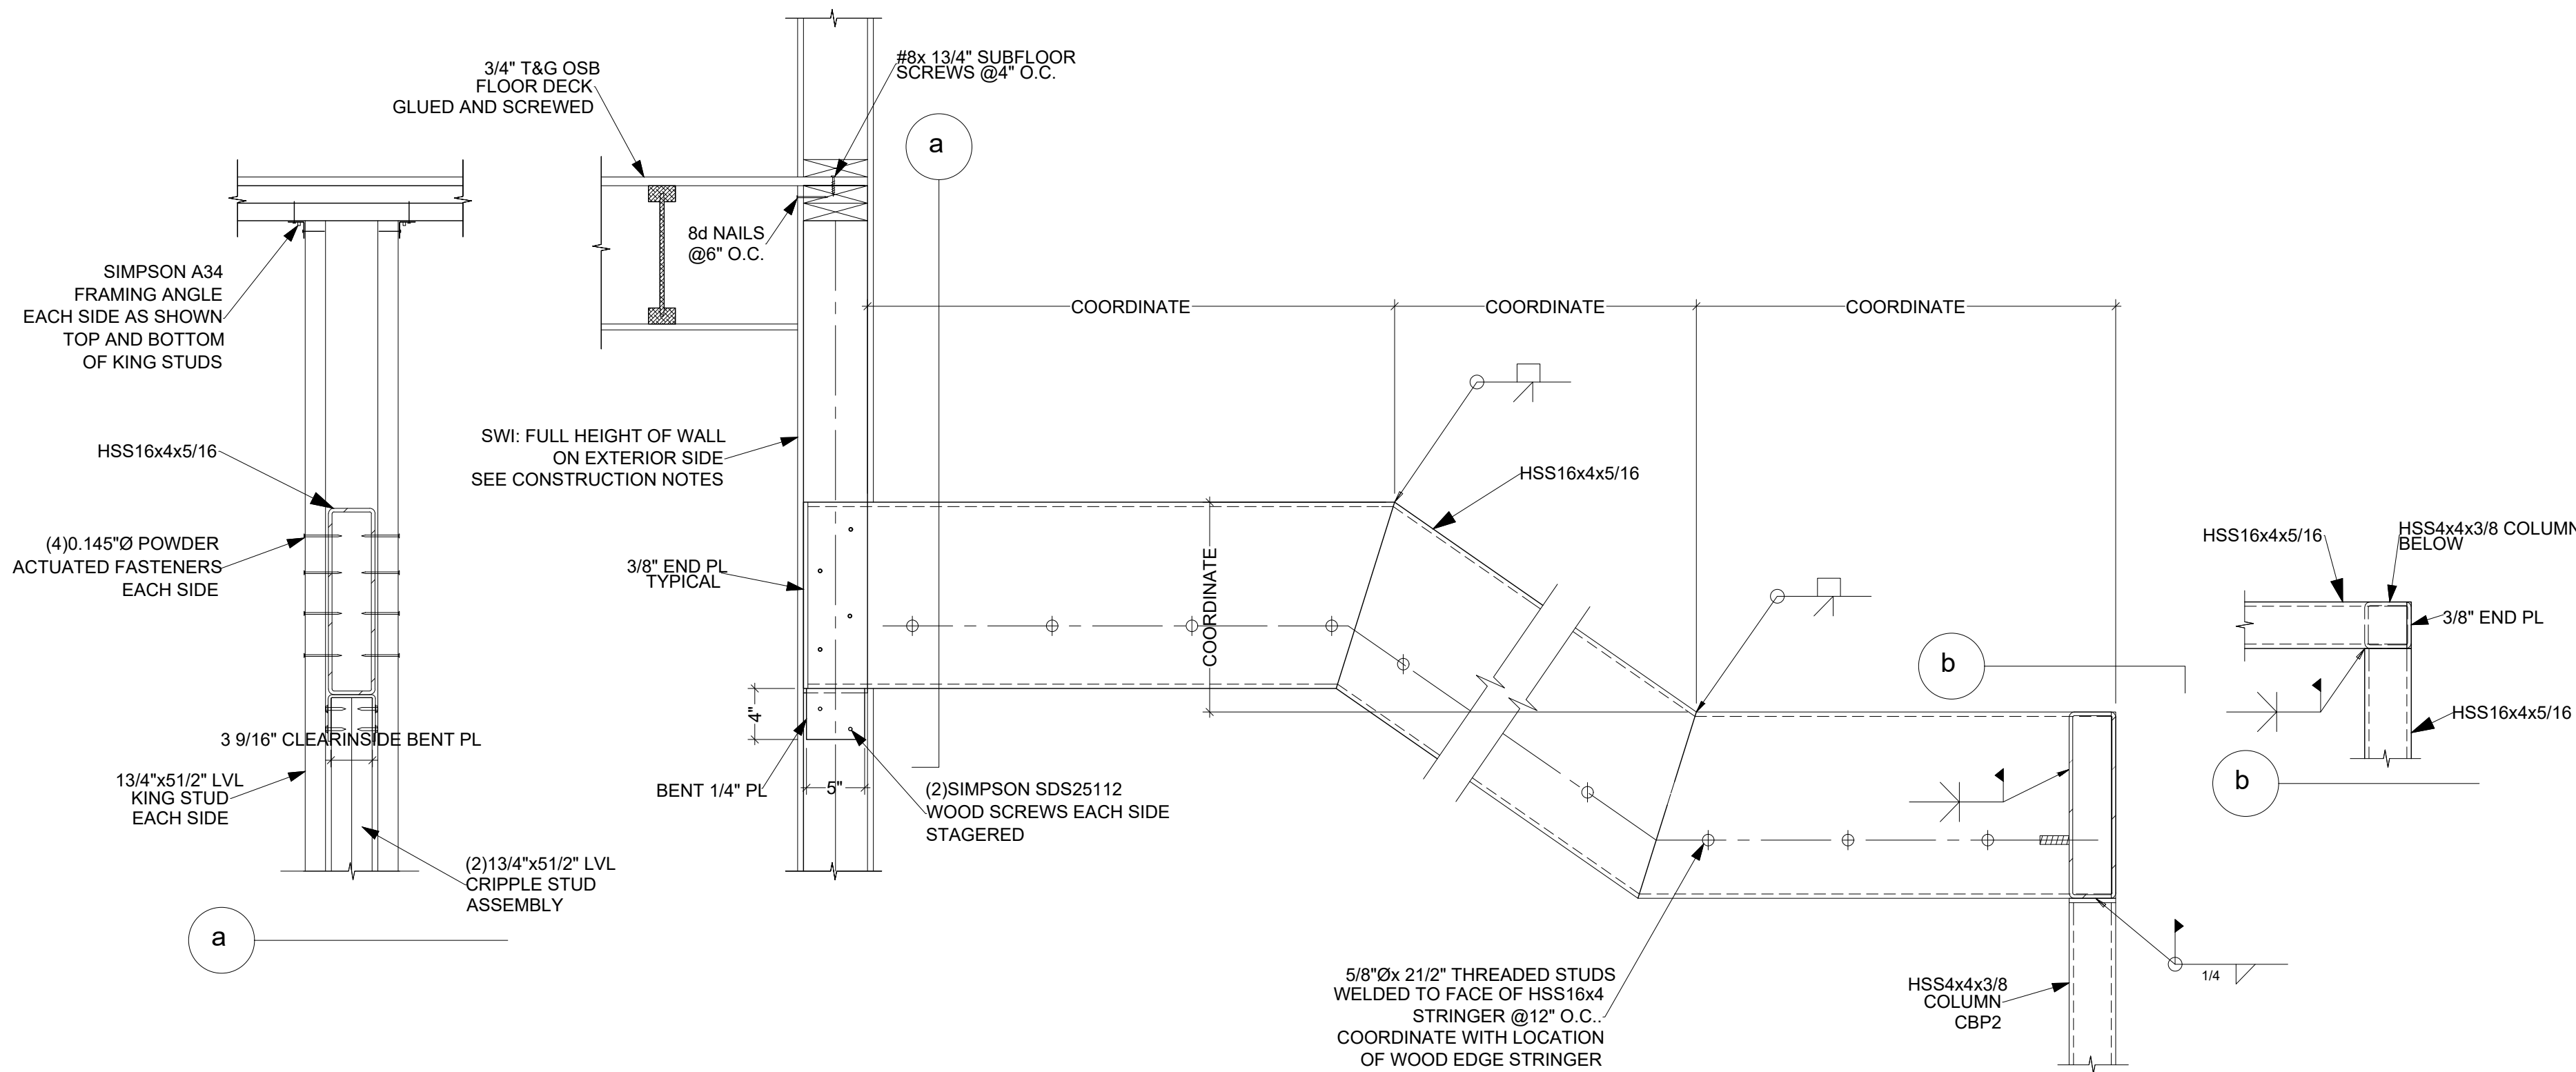 3/4" T&G OSB
FLOOR DECK
GLUED AND SCREWED
#8x 13/4" SUBFLOOR
SCREWS @4" O.C.
a
8d NAILS
@6" O.C.
SIMPSON A34
FRAMING ANGLE
EACH SIDE AS SHOWN
TOP AND BOTTOM
OF KING STUDS
COORDINATE
COORDINATE
COORDINATE
HSS16x4x5/16
SWI: FULL HEIGHT OF WALL
ON EXTERIOR SIDE
SEE CONSTRUCTION NOTES
HSS16x4x5/16
(4)0.145"Ø POWDER
ACTUATED FASTENERS
EACH SIDE
3/8" END PL
TYPICAL
COORDINATE
HSS16x4x5/16
HSS4x4x3/8 COLUMN
BELOW
3/8" END PL
HSS16x4x5/16
b
b
4"
3 9/16" CLEARINSIDE BENT PL
13/4"x51/2" LVL
KING STUD
EACH SIDE
BENT 1/4" PL
5"
(2)SIMPSON SDS25112
WOOD SCREWS EACH SIDE
STAGERED
(2)13/4"x51/2" LVL
CRIPPLE STUD
ASSEMBLY
a
5/8"Øx 21/2" THREADED STUDS
WELDED TO FACE OF HSS16x4
STRINGER @12" O.C..
COORDINATE WITH LOCATION
OF WOOD EDGE STRINGER
HSS4x4x3/8
COLUMN
CBP2
1/4